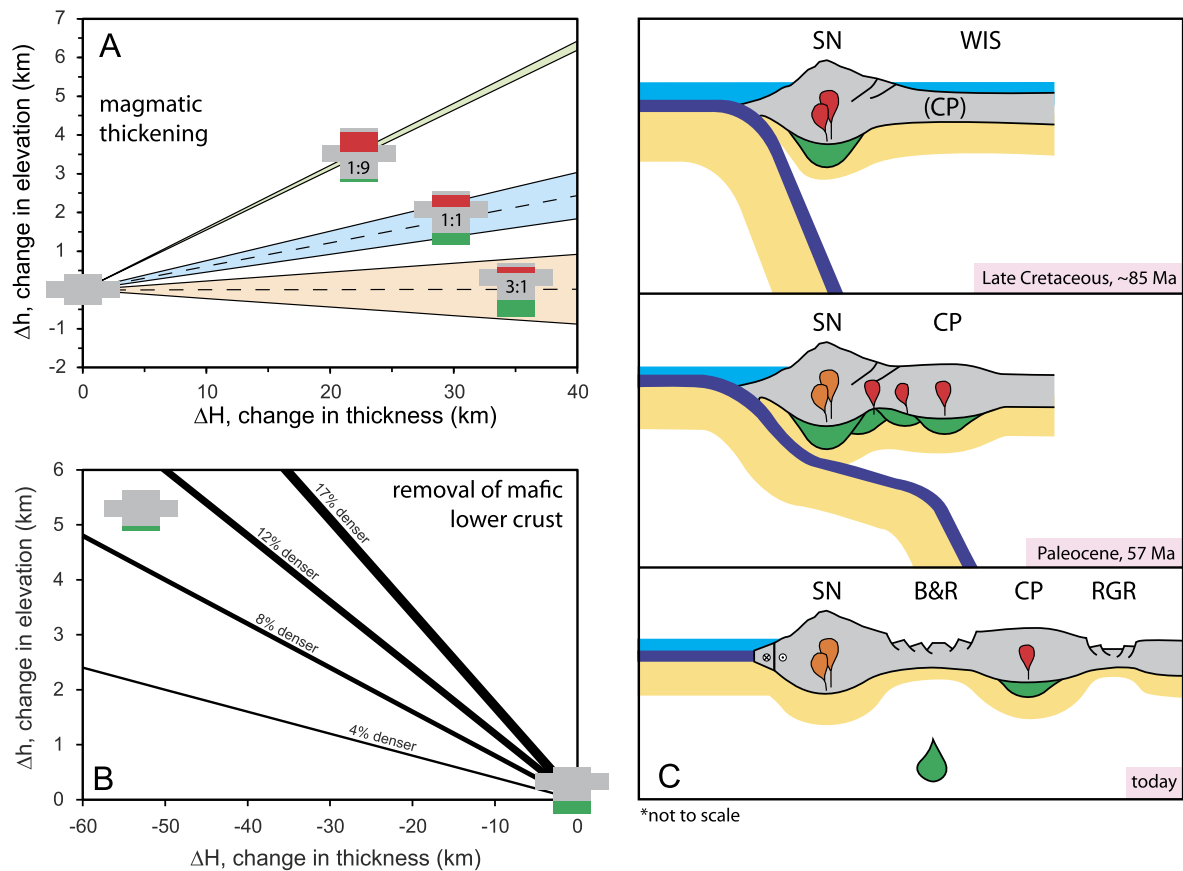 A
magmatic
thickening
Δh, change in elevation (km)
7
6
5
4
3
2
1
-1
-2
1:9
1:1
3:1
0
10
20
30
40
ΔH, change in thickness (km)
B
removal of mafic
lower crust
Δh, change in elevation (km)
6
5
4
3
2
1
0
17% denser
12% denser
8% denser
4% denser
-60
-50
-40
-30
-20
-10
0
ΔH, change in thickness (km)
SN
WIS
(CP)
Late Cretaceous, ~85 Ma
SN
CP
Paleocene, 57 Ma
SN
B&R
CP
RGR
C
today
*not to scale